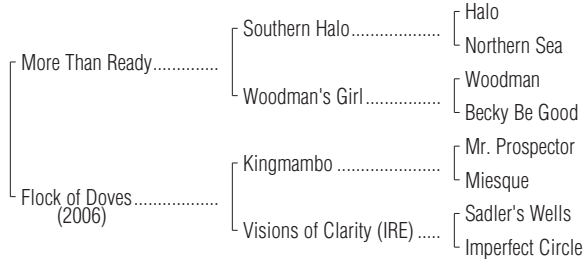 Halo
Southern Halo....................
Northern Sea
More Than Ready..............
Woodman
Woodman's Girl.................
Becky Be Good
Mr. Prospector
Kingmambo .......................
Miesque
Flock of Doves..................
(2006)
Sadler's Wells
Visions of Clarity (IRE) .....
Imperfect Circle